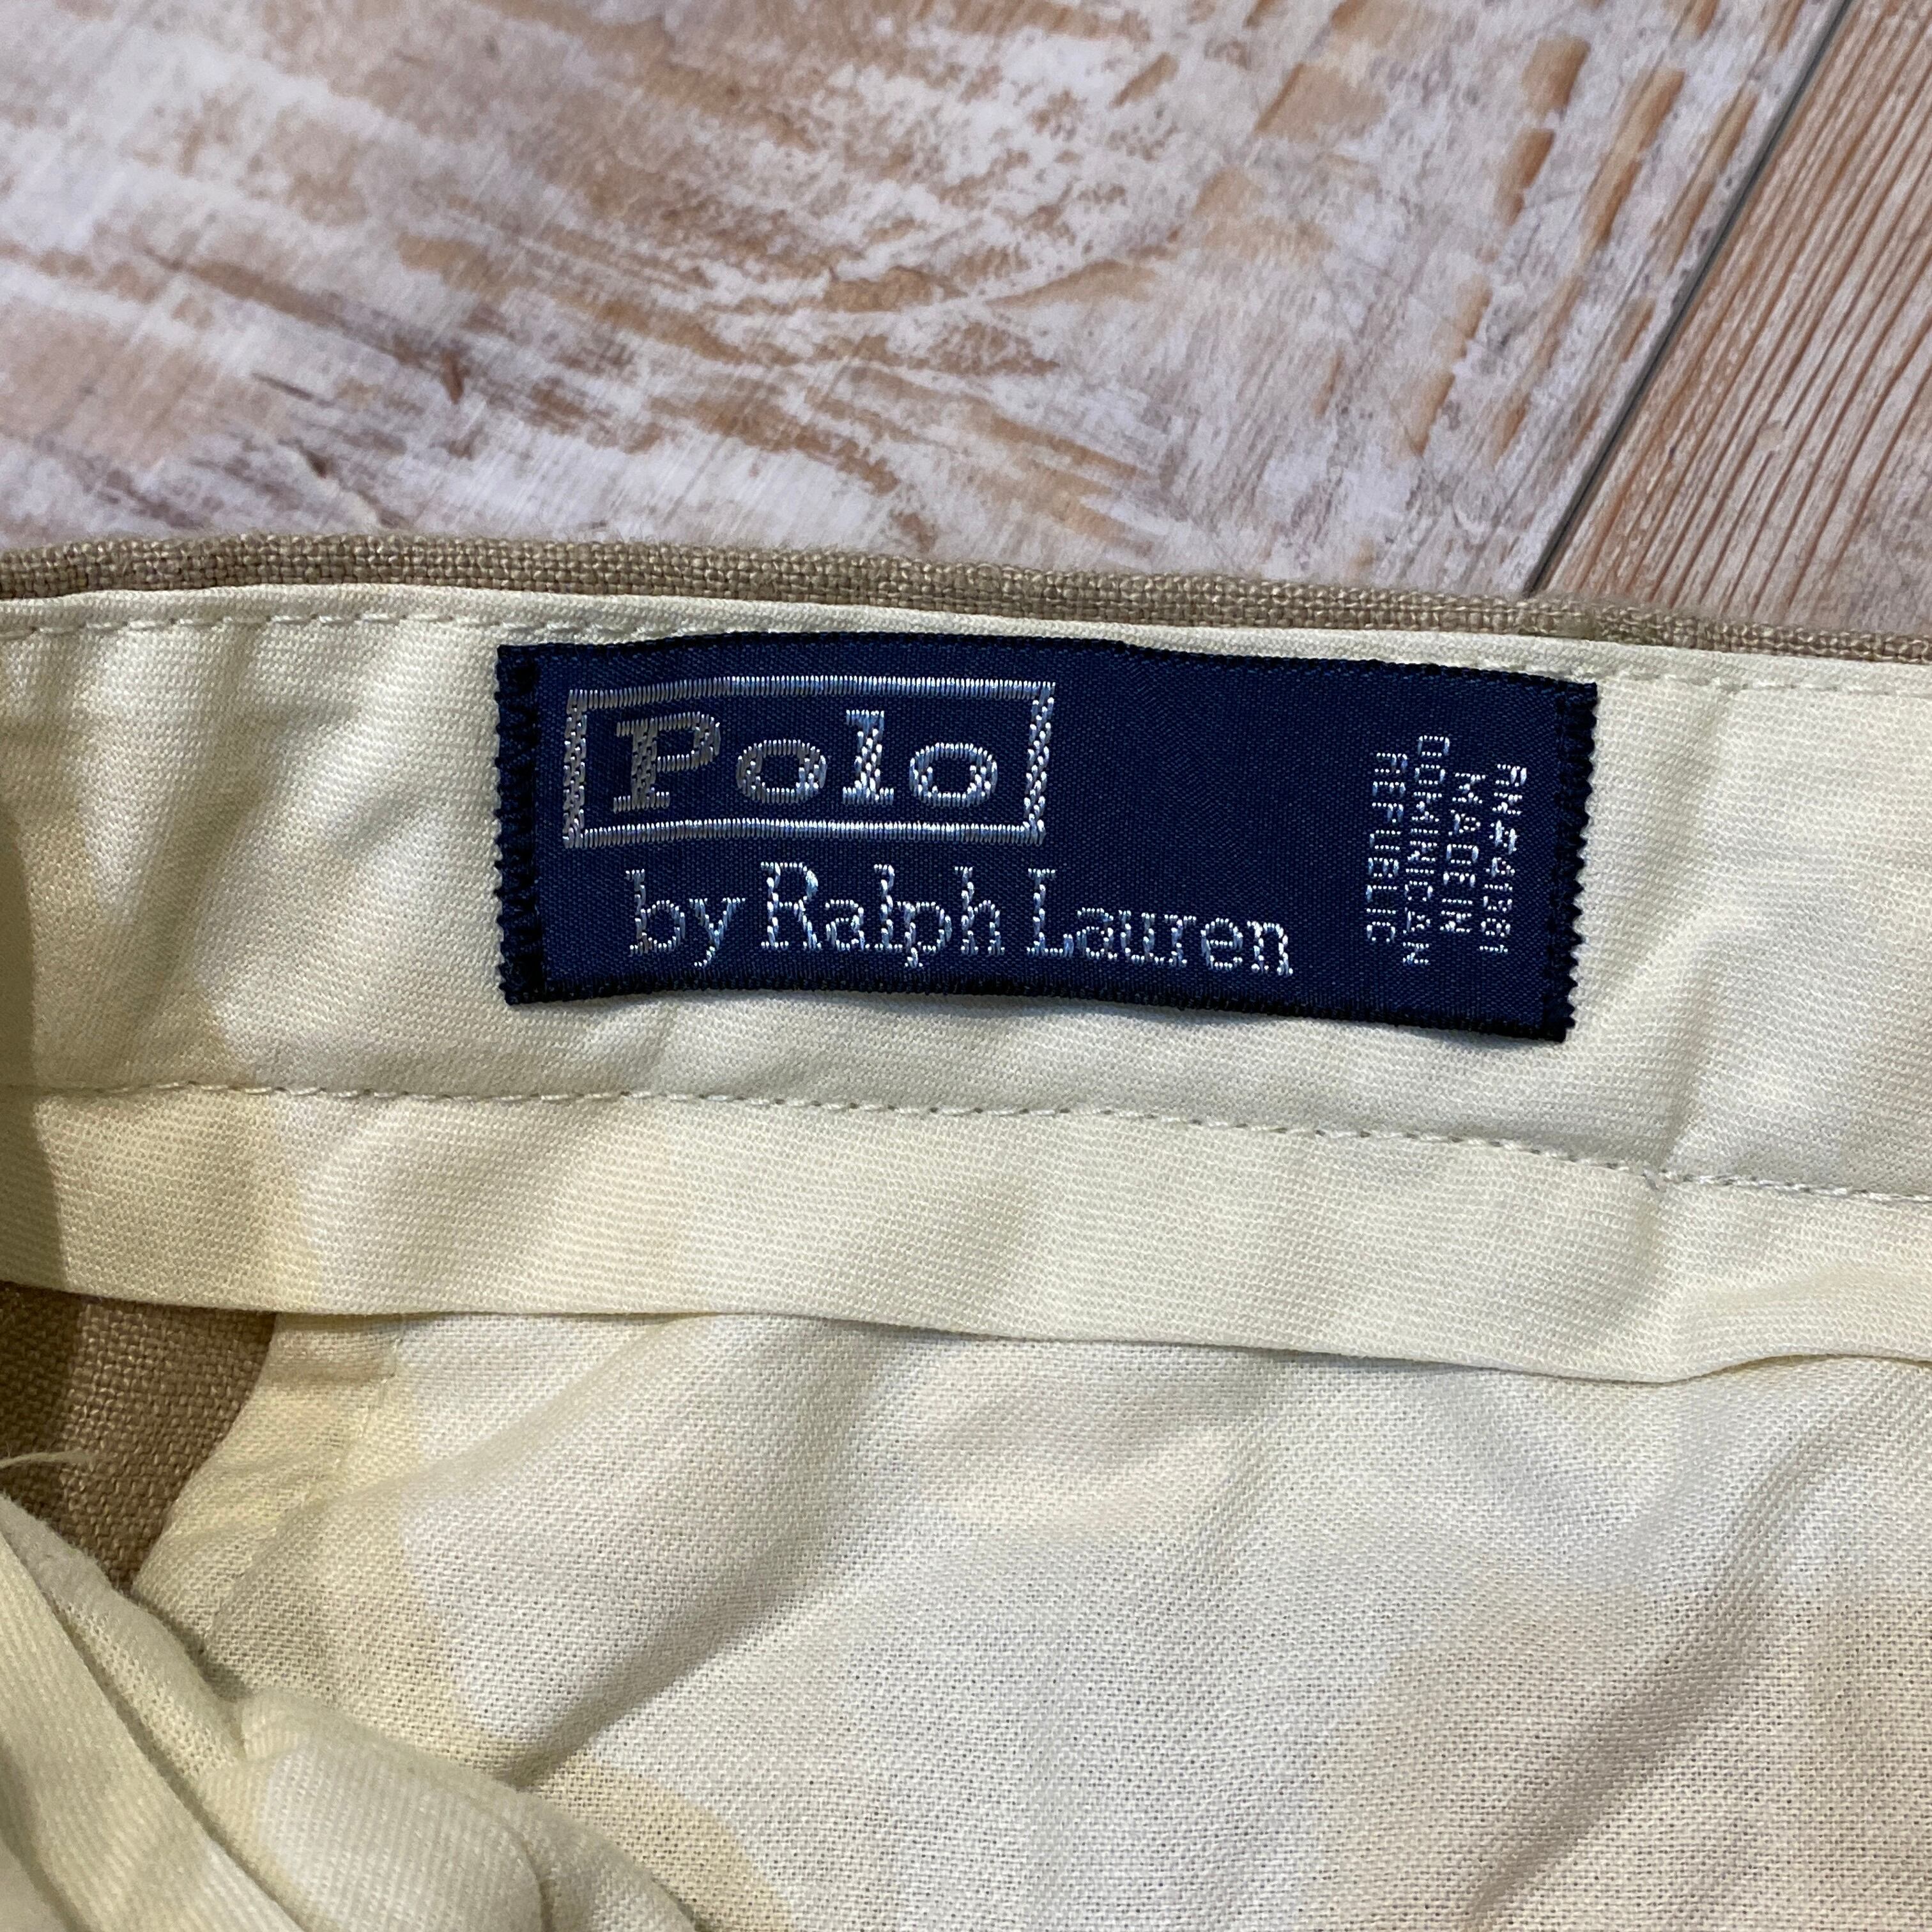 Polo
by Ralph Lauren
RN#41381
MADE IN
DOMINICAN
REPUBLIC